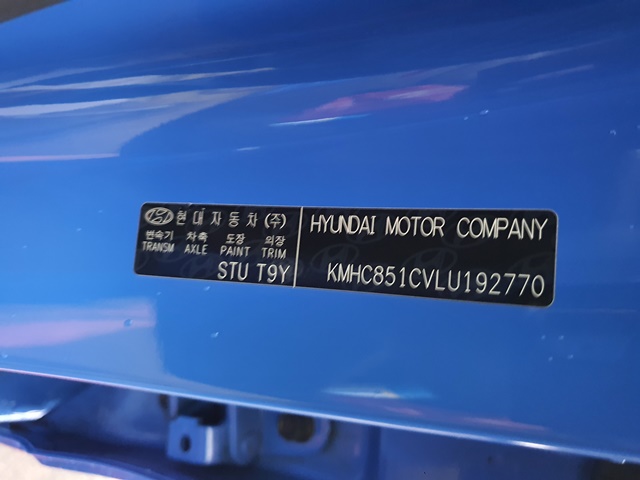 현대자동차(주)
변속기 차축 도장 의장
TRANSM AXLE PAINT TRIM
STU T9Y
HYUNDAI MOTOR COMPANY
KMHC851CVLU192770